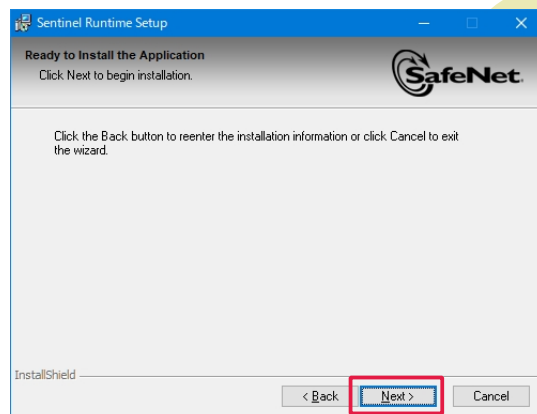 Sentinel Runtime Setup
Ready to Install the Application
Click Next to begin installation.
SafeNet.
Click the Back button to reenter the installation information or click Cancel to exit
the wizard.
InstallShield
< Back
Next >
Cancel